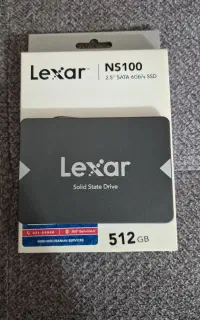 Lexar NS100
2.5" SATA 6Gb/s SSD
Lexar
Solid State Drive
512 GB